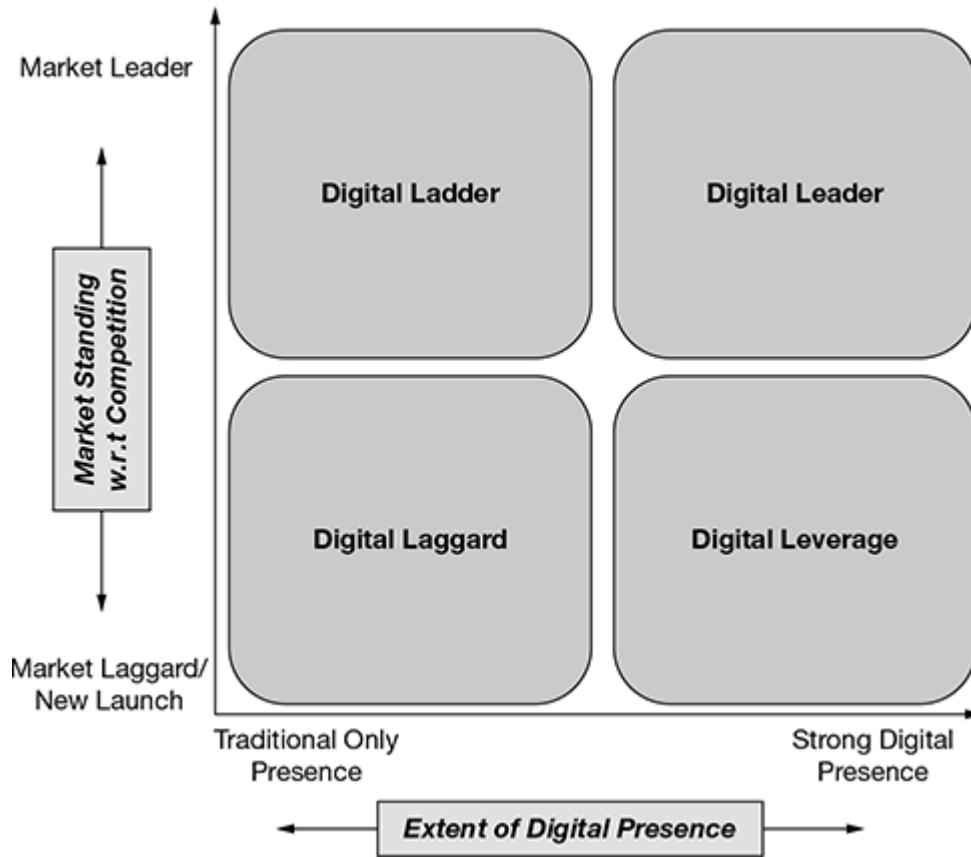 Market Leader
Digital Ladder
Digital Leader
Market Standing
w.r.t Competition
Digital Laggard
Digital Leverage
Market Laggard/
New Launch
Traditional Only
Presence
Strong Digital
Presence
Extent of Digital Presence